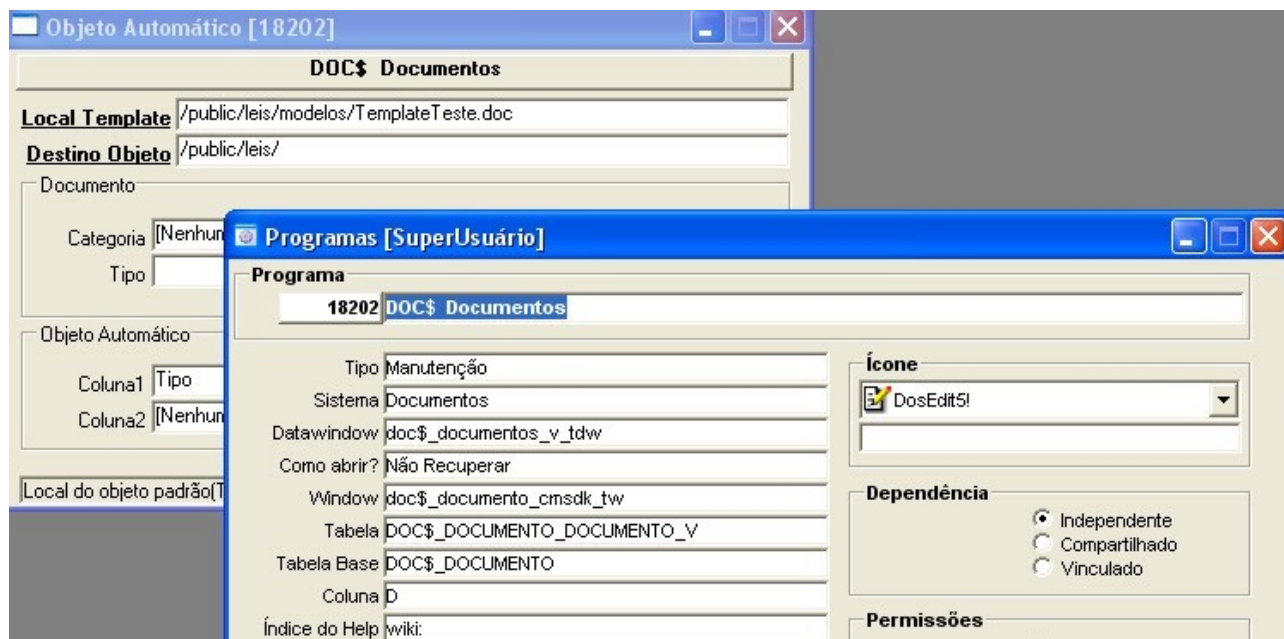 Objeto Automático [18202]
DOC$ Documentos
Local Template /public/leis/modelos/TemplateTeste.doc
Destino Objeto /public/leis/
Documento
Categoria [Nenhun
Tipo
Objeto Automático
Coluna1 Tipo
Coluna2 [Nenhun
Local do objeto padrão(T
Programas [SuperUsuário]
Programa
18202 DOC$ Documentos
Tipo Manutenção
Sistema Documentos
Datawindow doc$_documentos_v_tdw
Como abrir? Não Recuperar
Window doc$_documento_cmsdk_tw
Tabela DOC$_DOCUMENTO_DOCUMENTO_V
Tabela Base DOC$_DOCUMENTO
Coluna D
Índice do Help wiki:
Ícone
DosEdit5!
Dependência
Independente
Compartilhado
Vinculado
Permissões